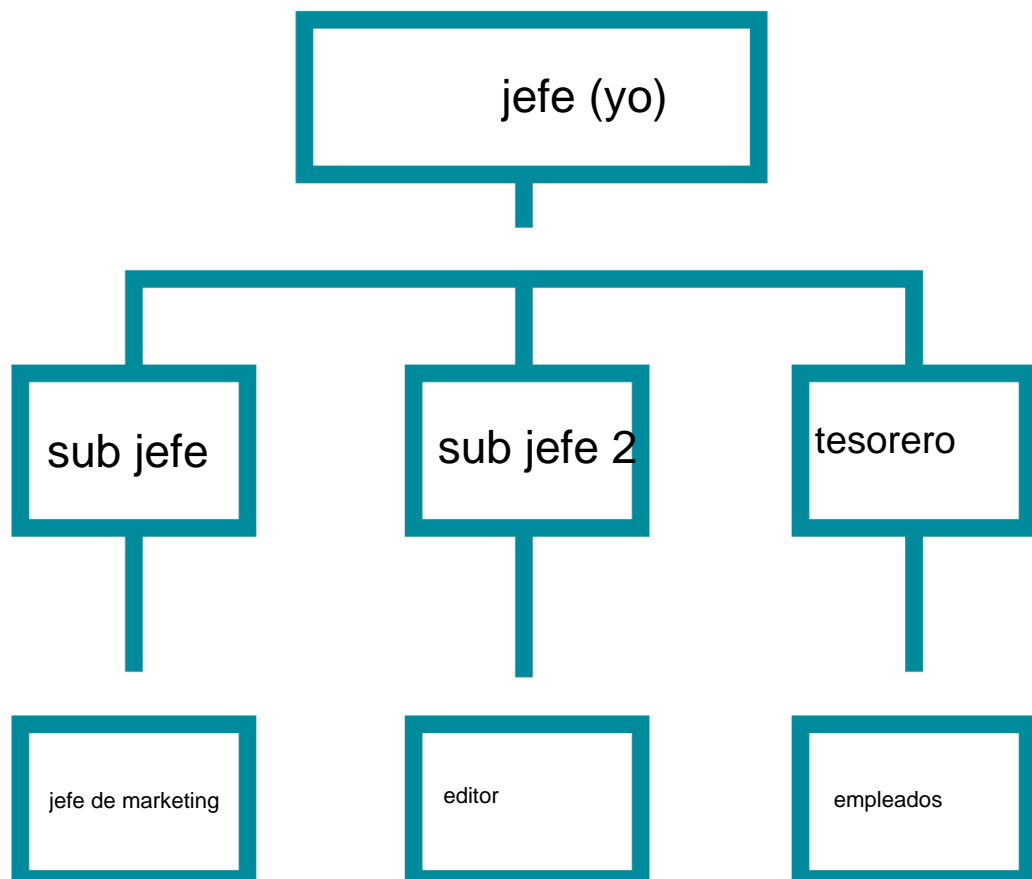 jefe (yo)
sub jefe
sub jefe 2
tesorero
jefe de marketing
editor
empleados